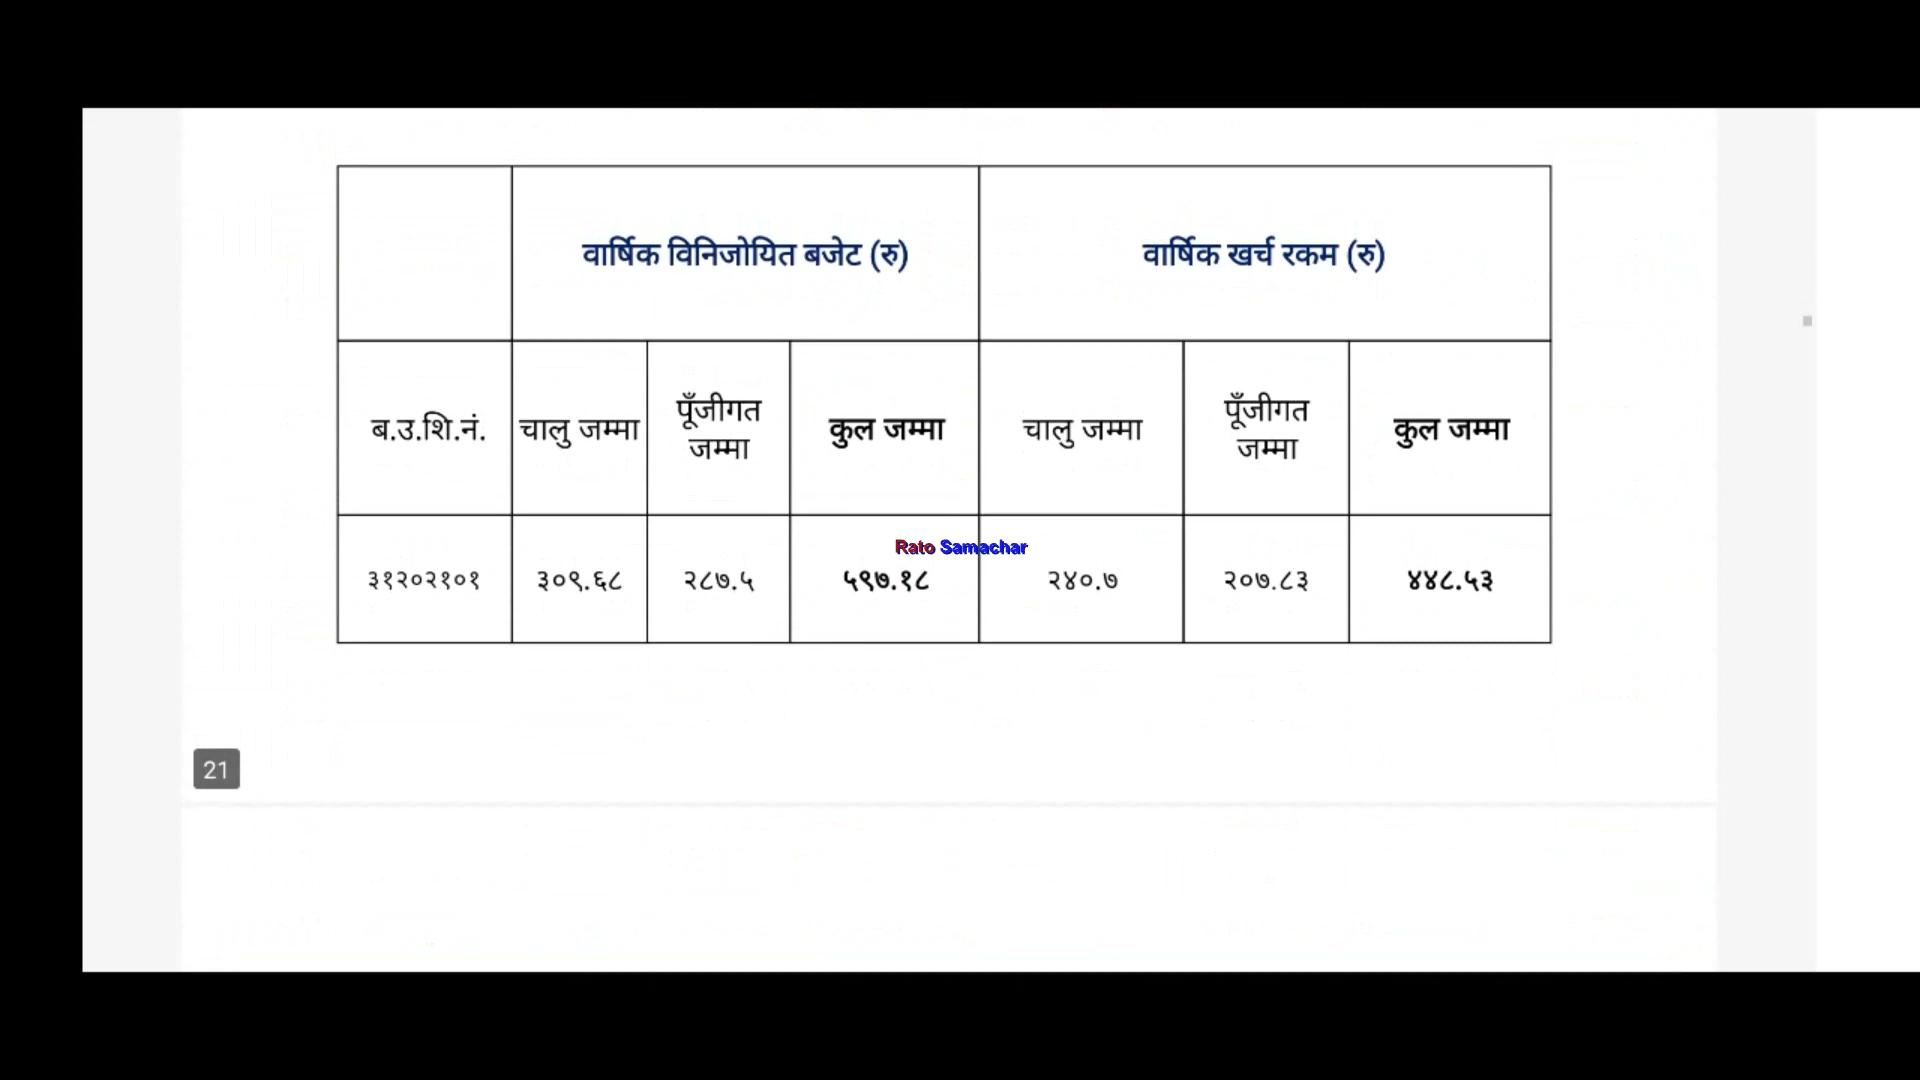 वार्षिक विनिजोयित बजेट (रु) वार्षिक खर्च रकम (रु)
ब.उ.शि.नं. चालु जम्मा पूँजीगत जम्मा कुल जम्मा चालु जम्मा पूँजीगत जम्मा कुल जम्मा
Rato Samachar
३१२०२१०१ ३०९.६८ २८७.५ ५९७.१८ २४०.७ २०७.८३ ४४८.५३
21